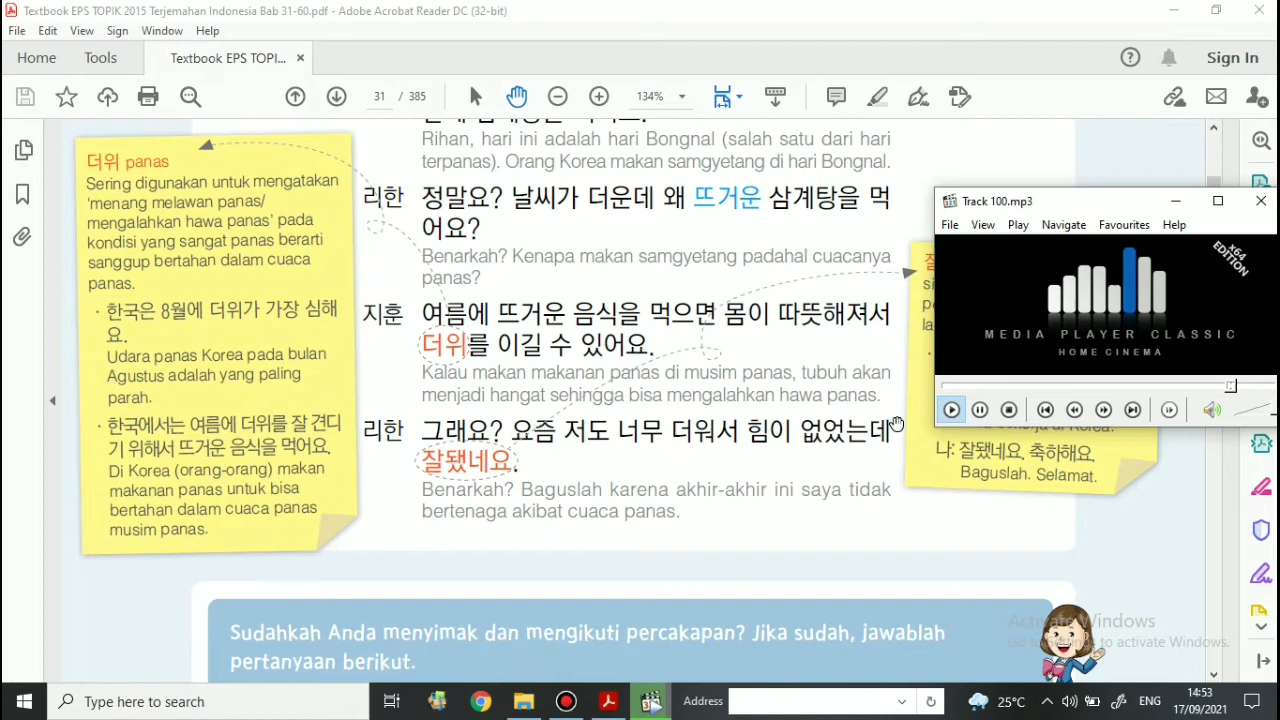 Textbook EPS TOPIK 2015 Terjemahan Indonesia Bab 31-60.pdf - Adobe Acrobat Reader DC (32-bit)
File Edit View Sign Window Help
Home Tools Textbook EPS TOPI... × Sign In
31 / 385 134%
Rihan, hari ini adalah hari Bongnal (salah satu dari hari
terpanas). Orang Korea makan samgyetang di hari Bongnal.
리한 정말요? 날씨가 더운데 왜 뜨거운 삼계탕을 먹
어요?
Benarkah? Kenapa makan samgyetang padahal cuacanya
panas?
지훈 여름에 뜨거운 음식을 먹으면 몸이 따뜻해져서
더위를 이길 수 있어요.
Kalau makan makanan panas di musim panas, tubuh akan
menjadi hangat sehingga bisa mengalahkan hawa panas.
리한 그래요? 요즘 저도 너무 더워서 힘이 없었는데
잘됐네요.
Benarkah? Baguslah karena akhir-akhir ini saya tidak
bertenaga akibat cuaca panas.
더위 panas
Sering digunakan untuk mengatakan
'menang melawan panas/
mengalahkan hawa panas' pada
kondisi yang sangat panas berarti
sanggup bertahan dalam cuaca
panas.
· 한국은 8월에 더위가 가장 심해
요.
Udara panas Korea pada bulan
Agustus adalah yang paling
parah.
· 한국에서는 여름에 더위를 잘 견디
기 위해서 뜨거운 음식을 먹어요.
Di Korea (orang-orang) makan
makanan panas untuk bisa
bertahan dalam cuaca panas
musim panas.
Track 100.mp3
File View Play Navigate Favourites Help
x64
EDITION
MEDIA PLAYER CLASSIC
HOME CINEMA
나: 잘됐네요. 축하해요.
Baguslah. Selamat.
Sudahkah Anda menyimak dan mengikuti percakapan? Jika sudah, jawablah
pertanyaan berikut.
Activate Windows
Go to Settings to activate Windows.
Type here to search
Address
25°C
ENG
14:53
17/09/2021